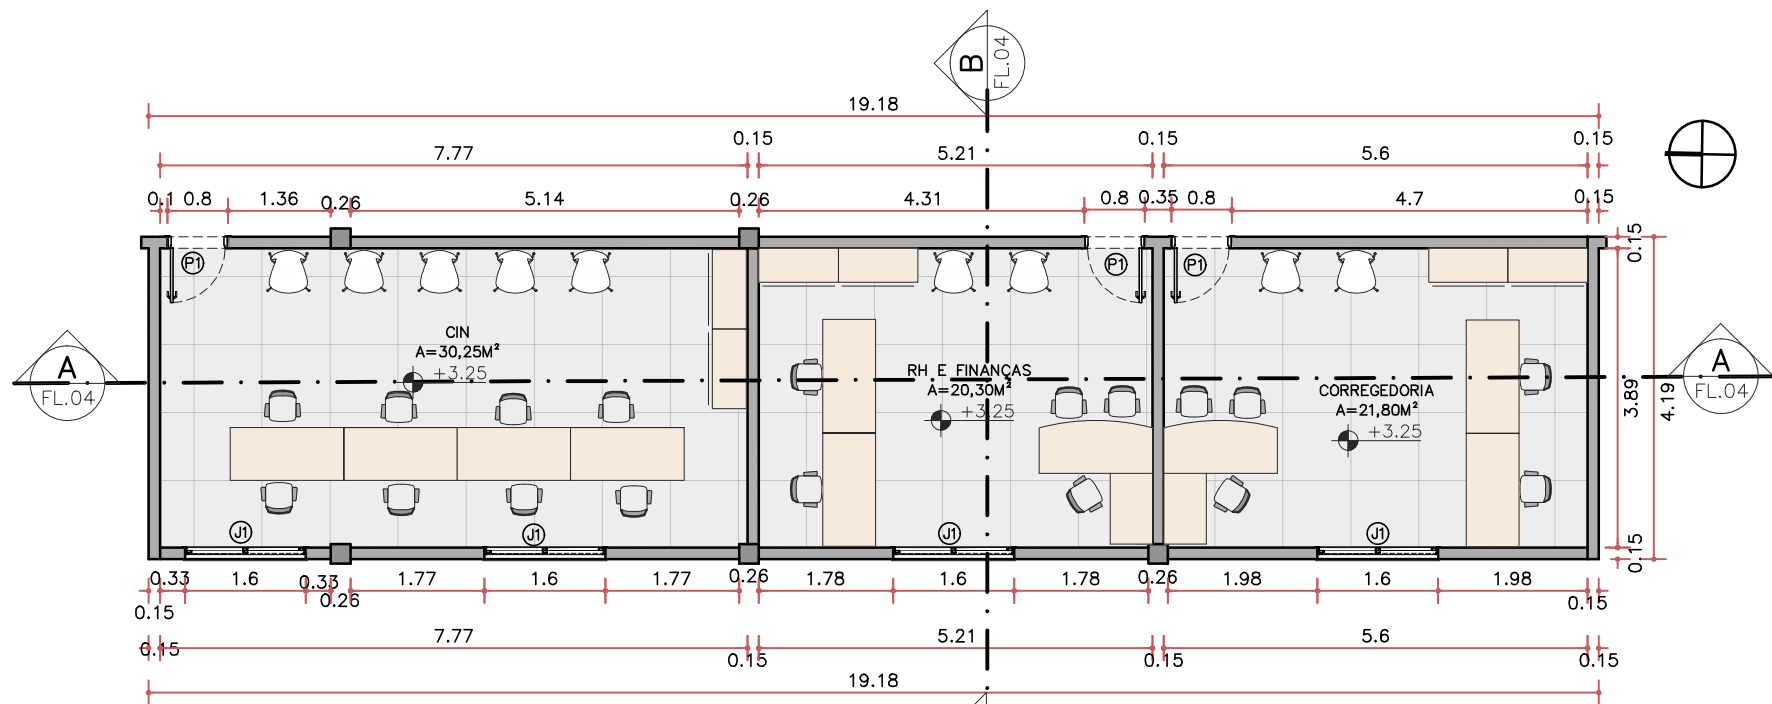 B
FL.04
19.18
0.15 0.15 0.15
7.77 5.21 5.6
0.1 0.8 1.36 0.26 5.14 0.26 4.31 0.8 0.35 0.8 4.7 0.15
P1 P1 P1
0.15
CIN
A=30,25M²
+3.25
RH E FINANÇAS
A=20,30M²
+3.25
CORREGEDORIA
A=21,80M²
+3.25
A
FL.04
A
FL.04
3.89
4.19
J1 J1 J1 J1
0.15
0.33 1.6 0.33 1.77 1.6 1.77 0.26 1.78 1.6 1.78 0.26 1.98 1.6 1.98
0.15 0.26 0.15
7.77 5.21 5.6
0.15 0.15 0.15 0.15
19.18